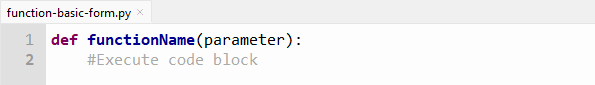 function-basic-form.py ×
1 def functionName(parameter):
2     #Execute code block